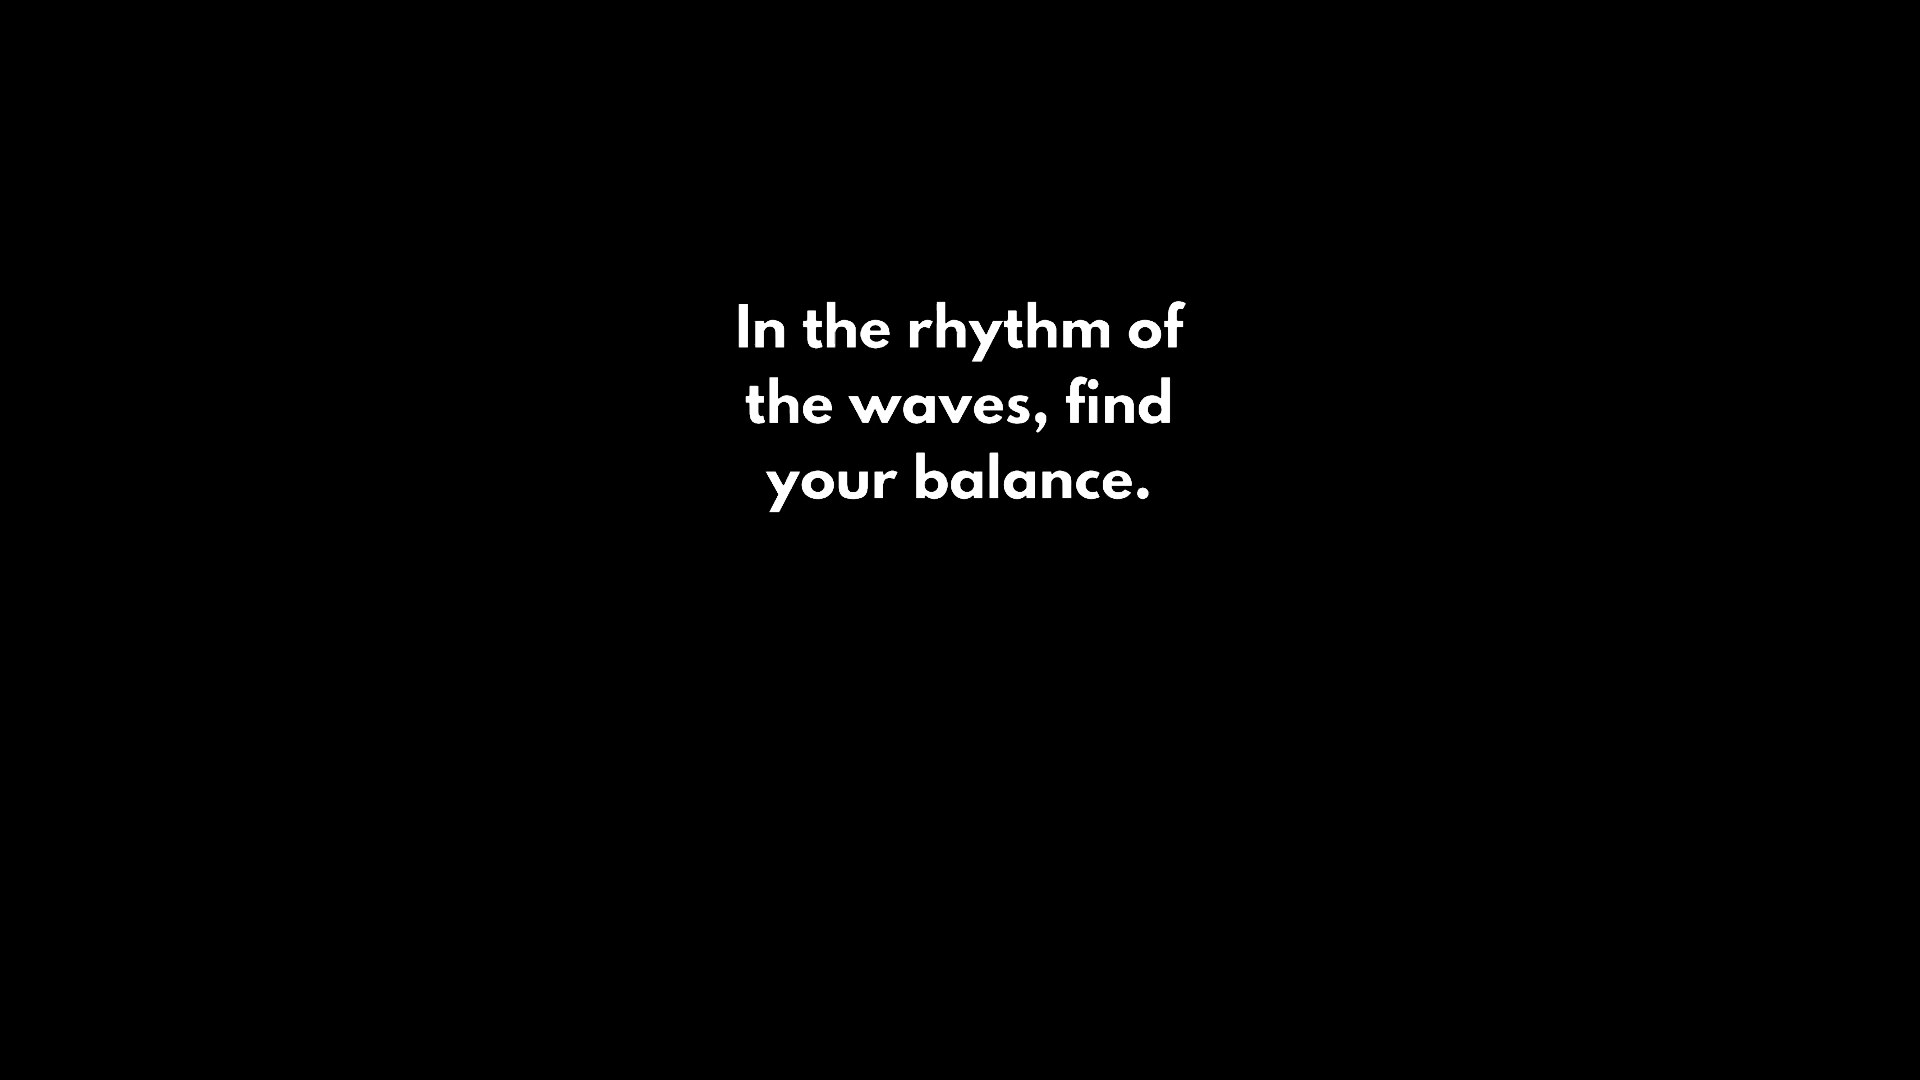 In the rhythm of
the waves, find
your balance.